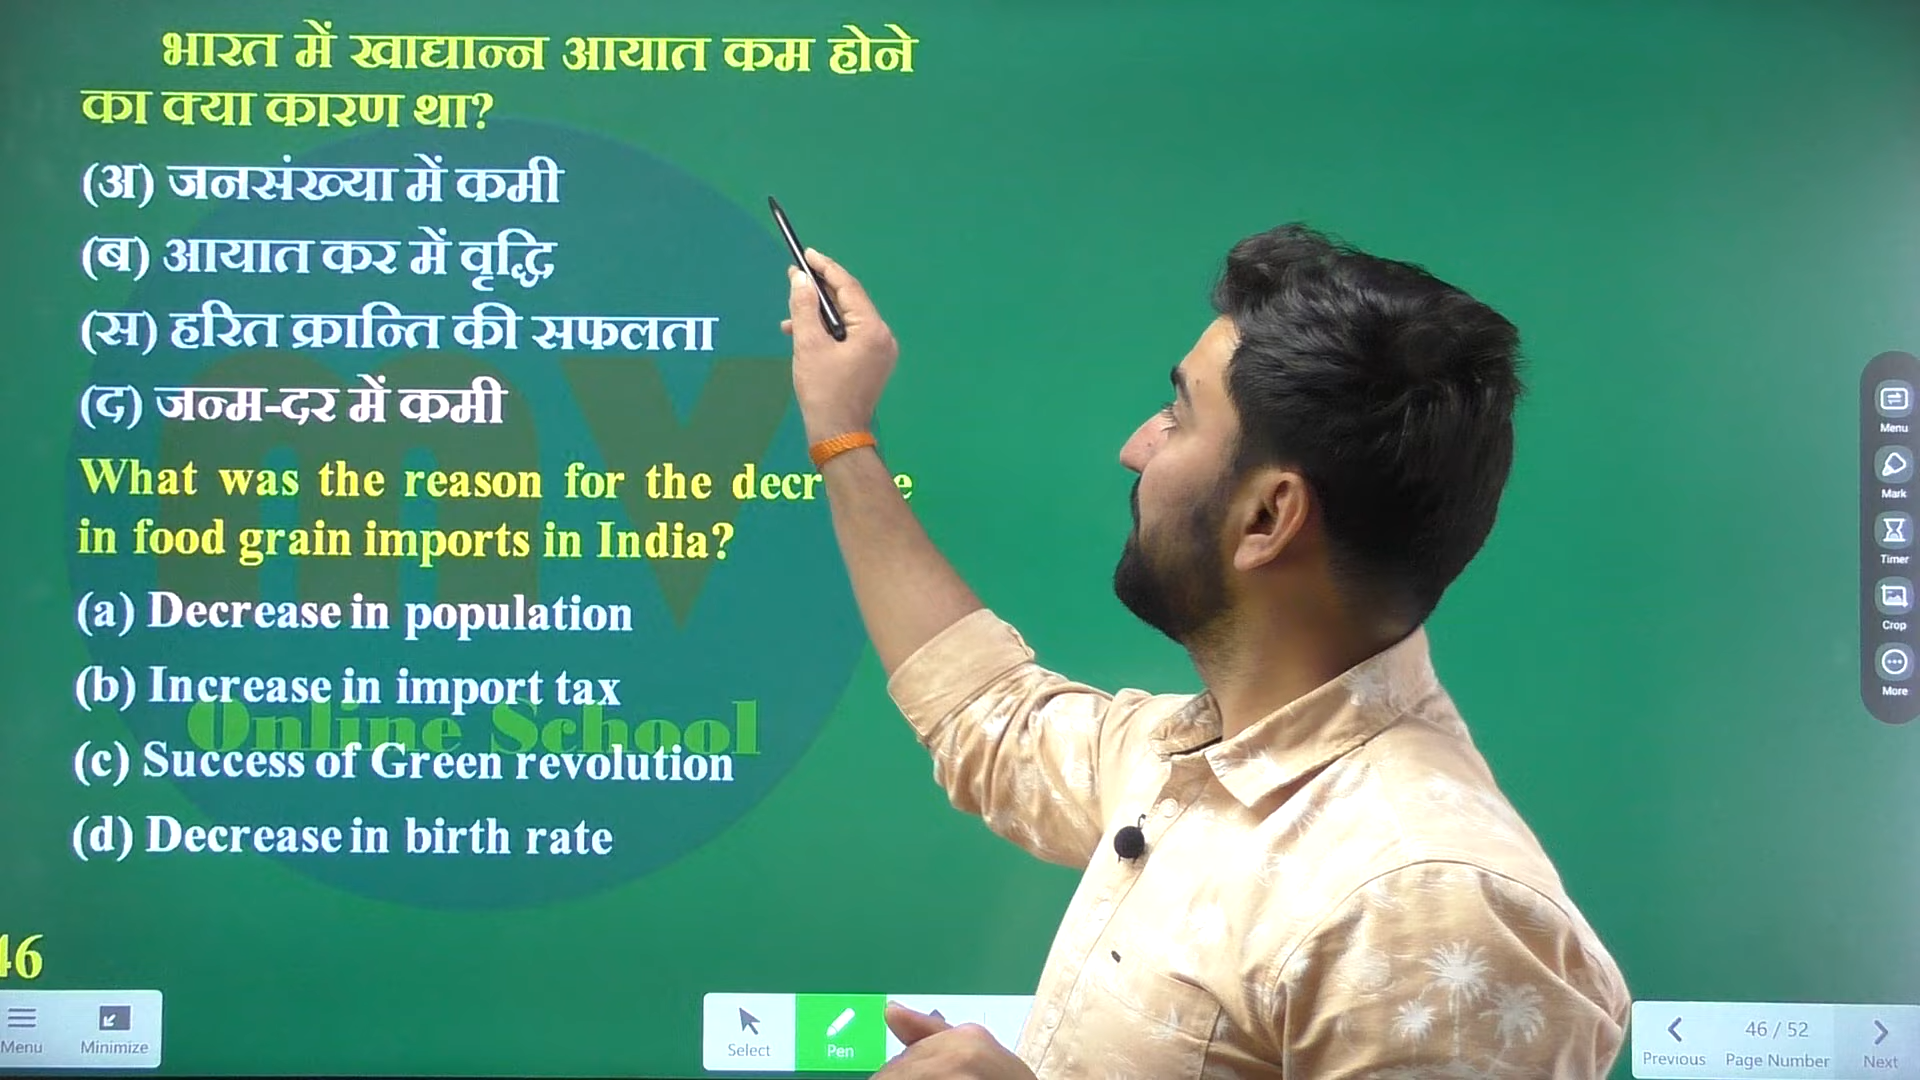 भारत में खाद्यान्न आयात कम होने
का क्या कारण था?
(अ) जनसंख्या में कमी
(ब) आयात कर में वृद्धि
(स) हरित क्रान्ति की सफलता
(द) जन्म-दर में कमी
What was the reason for the
in food grain imports in India?
(a) Decrease in population
(b) Increase in import tax
Online School
(c) Success of Green revolution
(d) Decrease in birth rate
46
Menu
Minimize
Select
Pen
Previous
46 / 52
Page Number
Next
Menu
Mark
Timer
Crop
More